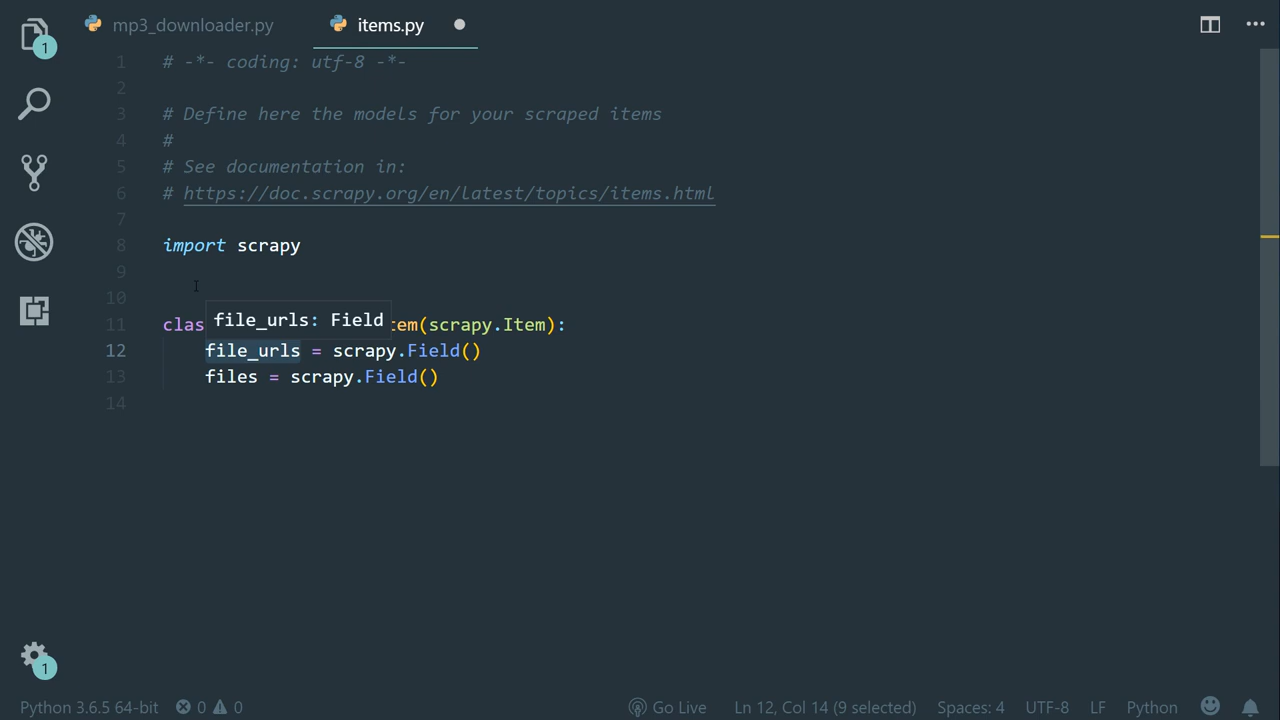 1
mp3_downloader.py items.py
1 # -*- coding: utf-8 -*-
2
3 # Define here the models for your scraped items
4 #
5 # See documentation in:
6 # https://doc.scrapy.org/en/latest/topics/items.html
7
8 import scrapy
9
10
file_urls: Field
11 clas tem(scrapy.Item):
12 file_urls = scrapy.Field()
13 files = scrapy.Field()
14
1
Python 3.6.5 64-bit 0 0 Go Live Ln 12, Col 14 (9 selected) Spaces: 4 UTF-8 LF Python